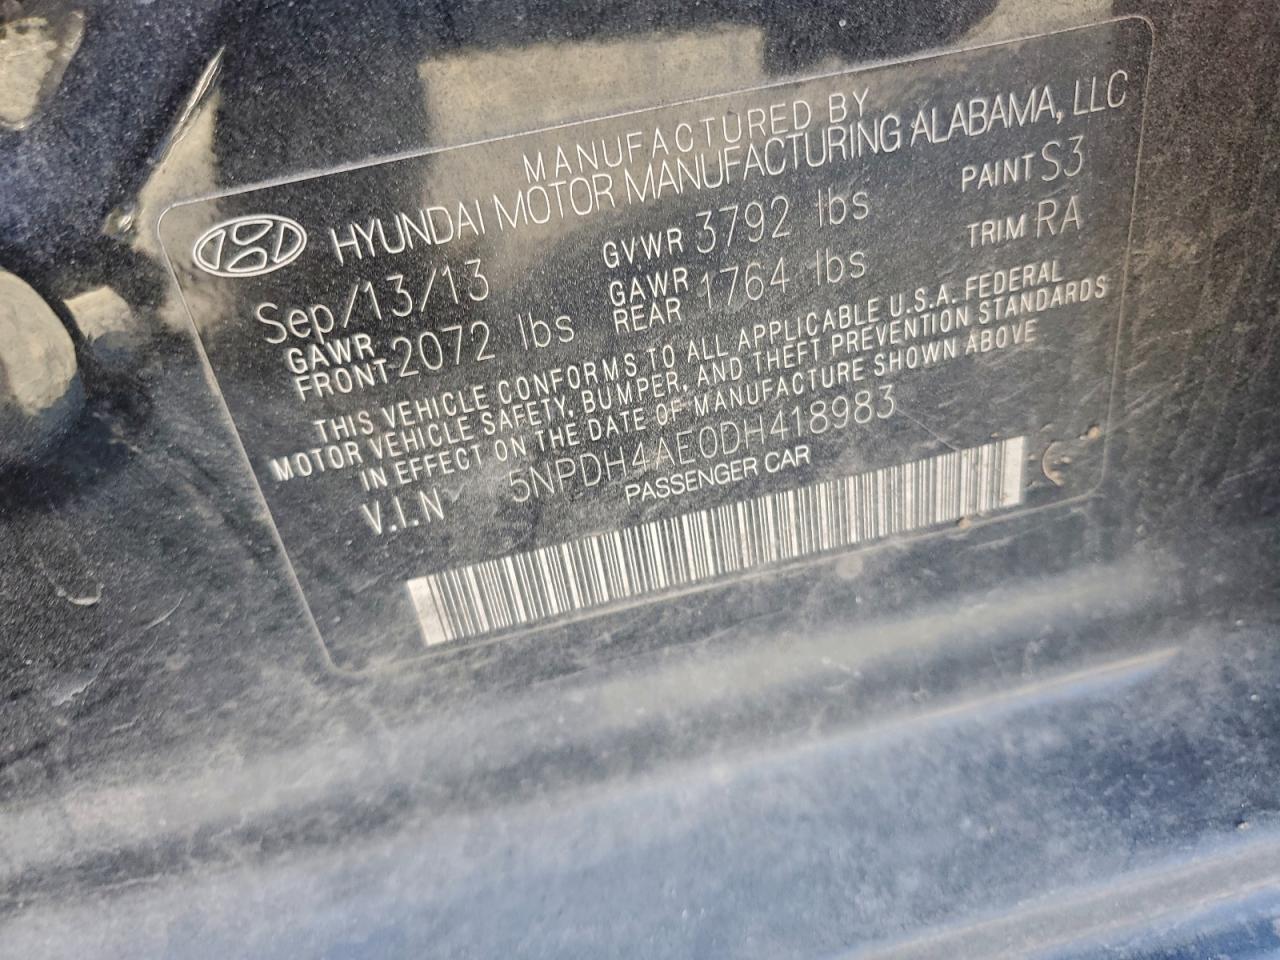 MANUFACTURED BY
HYUNDAI MOTOR MANUFACTURING ALABAMA, LLC
Sep/13/13 GVWR 3792 lbs PAINT S3
GAWR FRONT 2072 lbs GAWR REAR 1764 lbs TRIM RA
THIS VEHICLE CONFORMS TO ALL APPLICABLE U.S.A. FEDERAL
MOTOR VEHICLE SAFETY, BUMPER, AND THEFT PREVENTION STANDARDS
IN EFFECT ON THE DATE OF MANUFACTURE SHOWN ABOVE
V.I.N 5NPDH4AE0DH418983
PASSENGER CAR